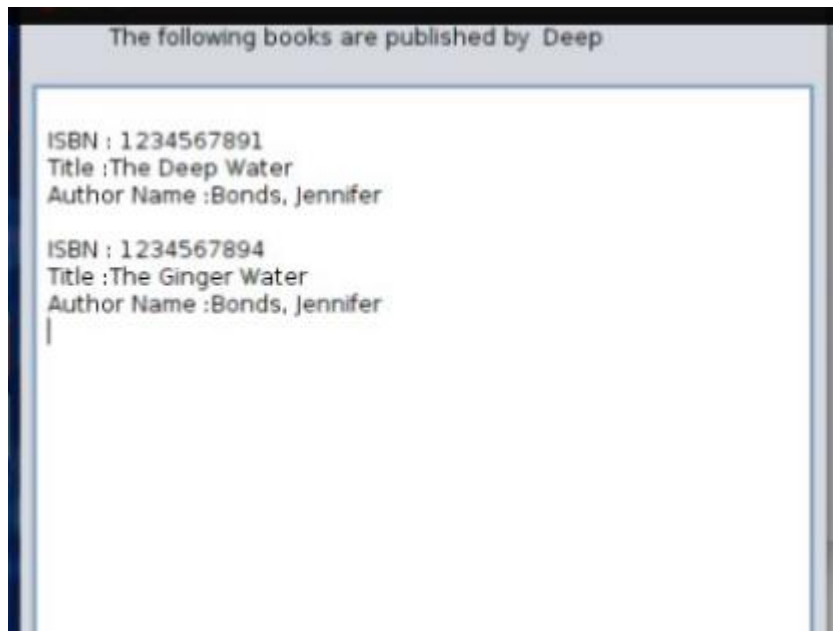 The following books are published by Deep
ISBN : 1234567891
Title :The Deep Water
Author Name :Bonds, Jennifer
ISBN : 1234567894
Title :The Ginger Water
Author Name :Bonds, Jennifer